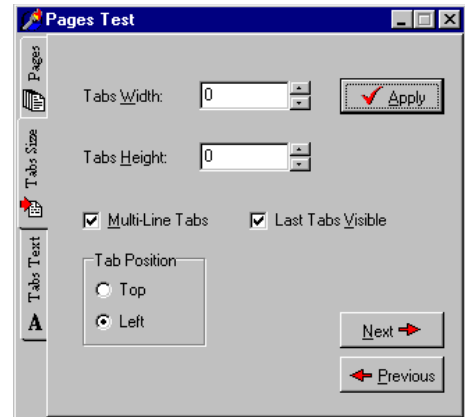 Pages Test
Pages
Tabs Size
Tabs Text
A
Tabs Width:
0
Apply
Tabs Height:
0
Multi-Line Tabs
Last Tabs Visible
Tab Position
Top
Left
Next
Previous